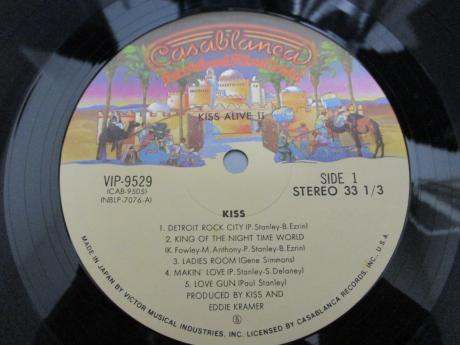 Casablanca
Record and FilmWorks
KISS ALIVE II
VIP-9529
(CAB-9505)
(NBLP-7076-A)
SIDE 1
STEREO 33 1/3
KISS
1. DETROIT ROCK CITY (P. Stanley-B. Ezrin)
2. KING OF THE NIGHT TIME WORLD
(K. Fowley-M. Anthony-P. Stanley-B. Ezrin)
3. LADIES ROOM (Gene Simmons)
4. MAKIN' LOVE (P. Stanley-S. Delaney)
5. LOVE GUN (Paul Stanley)
PRODUCED BY KISS AND
EDDIE KRAMER
S
MADE IN JAPAN BY VICTOR MUSICAL INDUSTRIES, INC. LICENSED BY CASABLANCA RECORDS, INC., U.S.A.